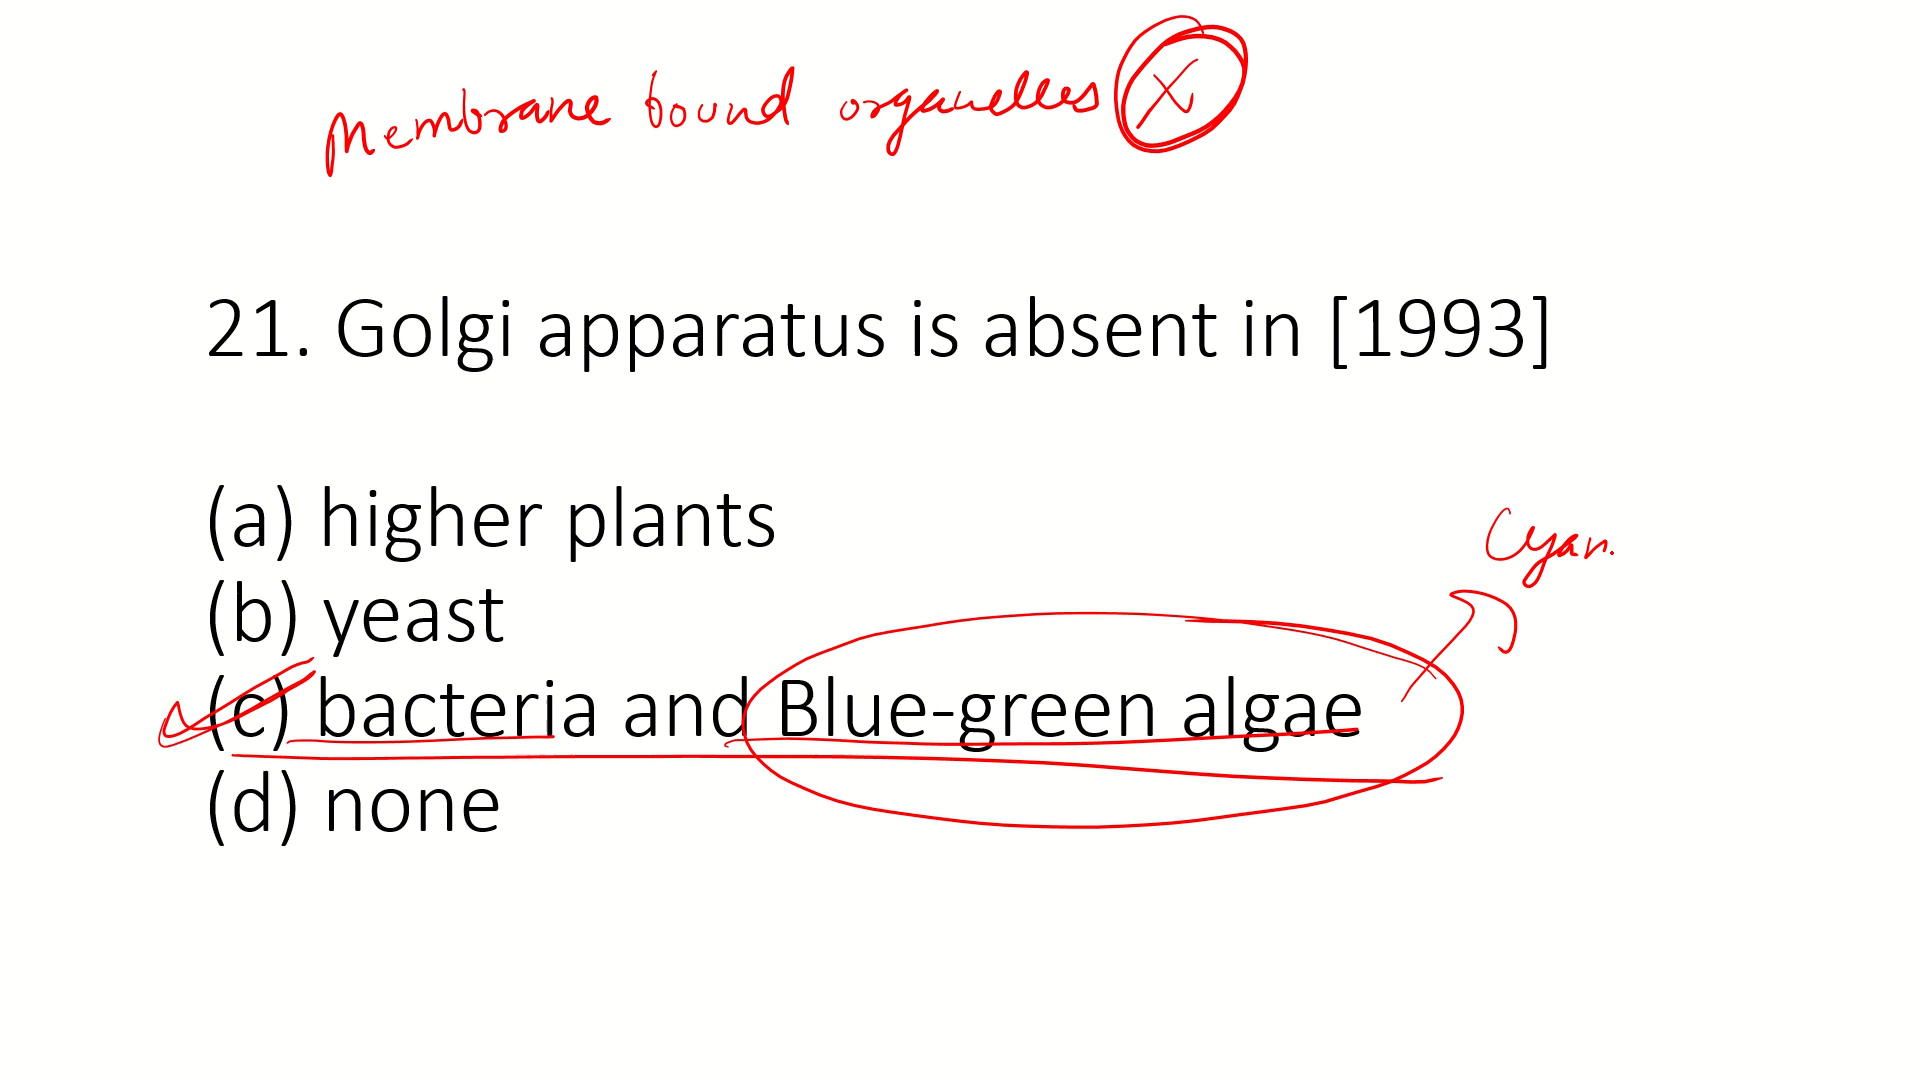 Membrane bound organelles X
21. Golgi apparatus is absent in [1993]
(a) higher plants
Cyan.
(b) yeast
(c) bacteria and Blue-green algae
(d) none